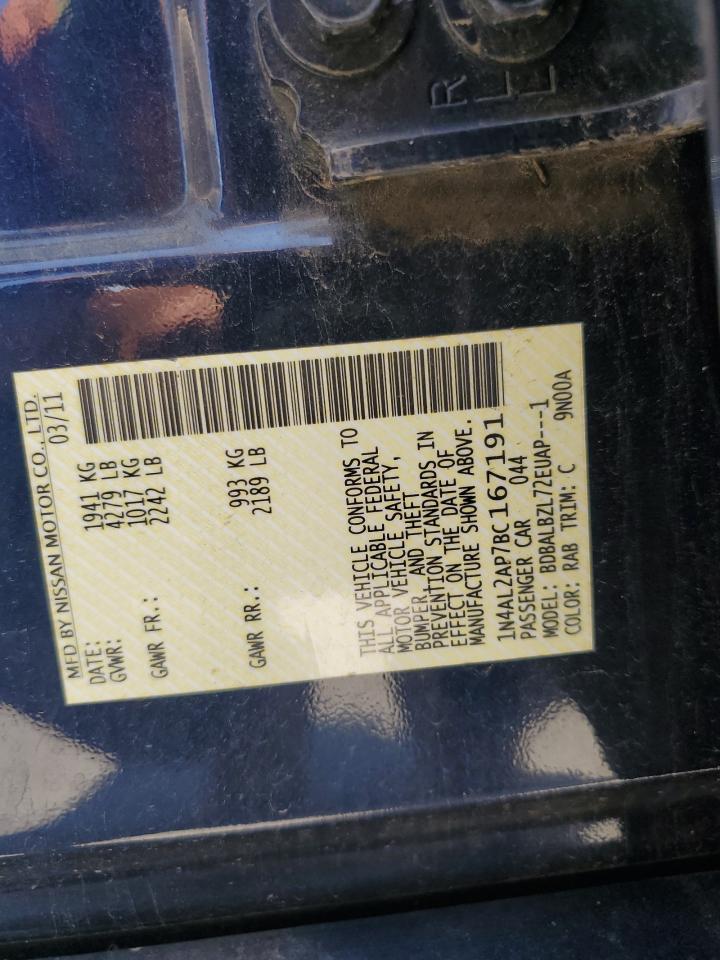 MFD BY NISSAN MOTOR CO., LTD.
DATE: 03/11
GVWR: 1941 KG
4279 LB
GAWR FR.: 1017 KG
2242 LB
GAWR RR.: 993 KG
2189 LB
THIS VEHICLE CONFORMS TO
ALL APPLICABLE FEDERAL
MOTOR VEHICLE SAFETY,
BUMPER, AND THEFT
PREVENTION STANDARDS IN
EFFECT ON THE DATE OF
MANUFACTURE SHOWN ABOVE.
1N4AL2AP7BC167191
PASSENGER CAR 044
MODEL: BDBALBZL72EUAP---1
COLOR: RAB TRIM: C 9N00A